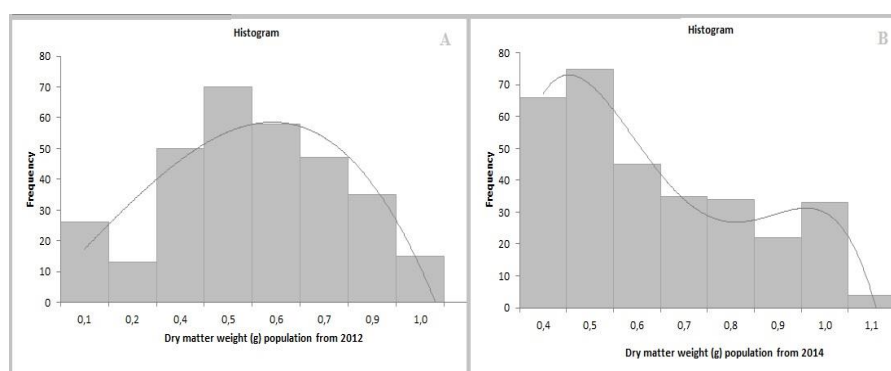 Histogram
A
80
70
60
50
40
30
20
10
0
Frequency
0,1 0,2 0,4 0,5 0,6 0,7 0,9 1,0
Dry matter weight (g) population from 2012
Histogram
B
80
70
60
50
40
30
20
10
0
Frequency
0,4 0,5 0,6 0,7 0,8 0,9 1,0 1,1
Dry matter weight (g) population from 2014